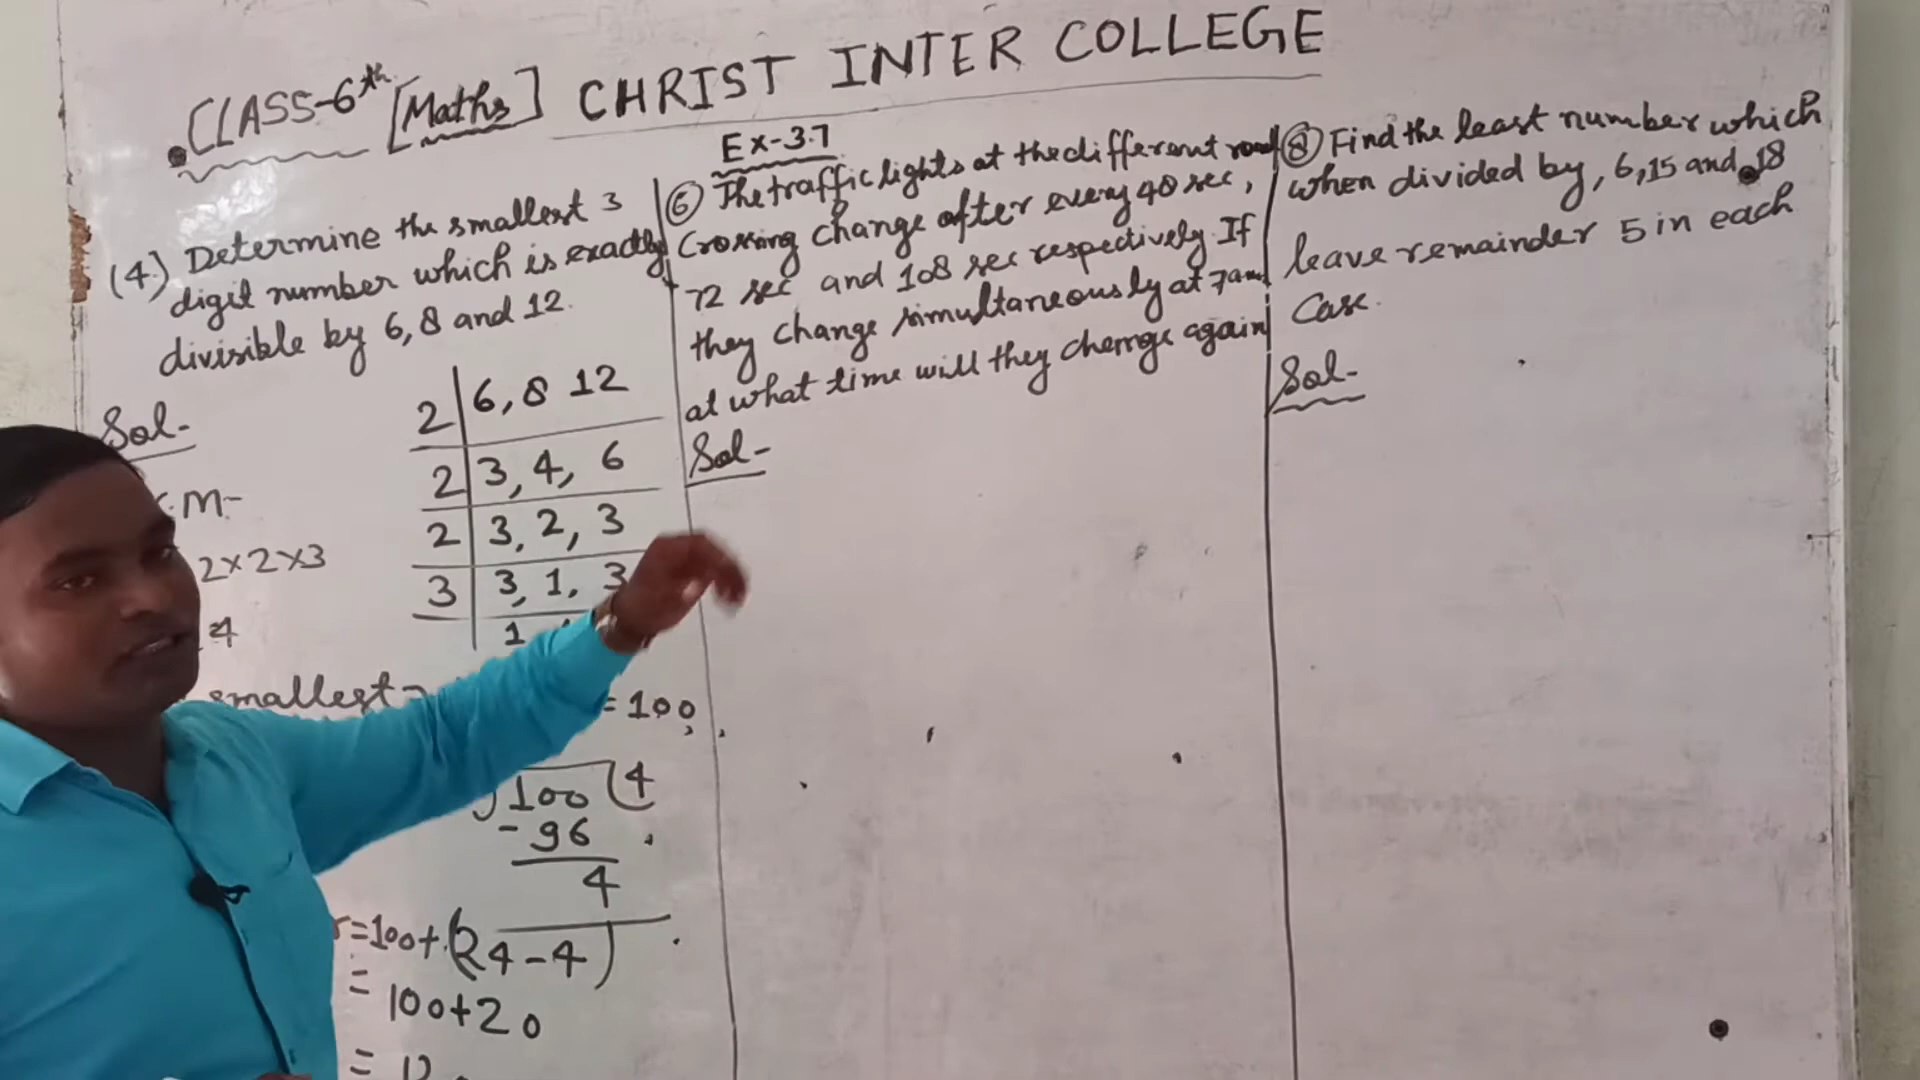 CLASS-6th [Maths] CHRIST INTER COLLEGE
Ex-3.7
(4.) Determine the smallest 3
digit number which is exactly
divisible by 6, 8 and 12.
Sol-
2 6, 8 12
2 3, 4, 6
2 3, 2, 3
3 3, 1, 3
1
.M-
2×2×3
4
smallest
=100
100 (4
-96
4
=100+(24-4)
= 100+20
= 12
(6) The traffic lights at the different road
Crossing change after every 48 sec,
72 sec and 108 sec respectively. If
they change simultaneously at 7am
at what time will they change again
Sol-
(8) Find the least number which
when divided by, 6, 15 and 18
leave remainder 5 in each
Case.
Sol-